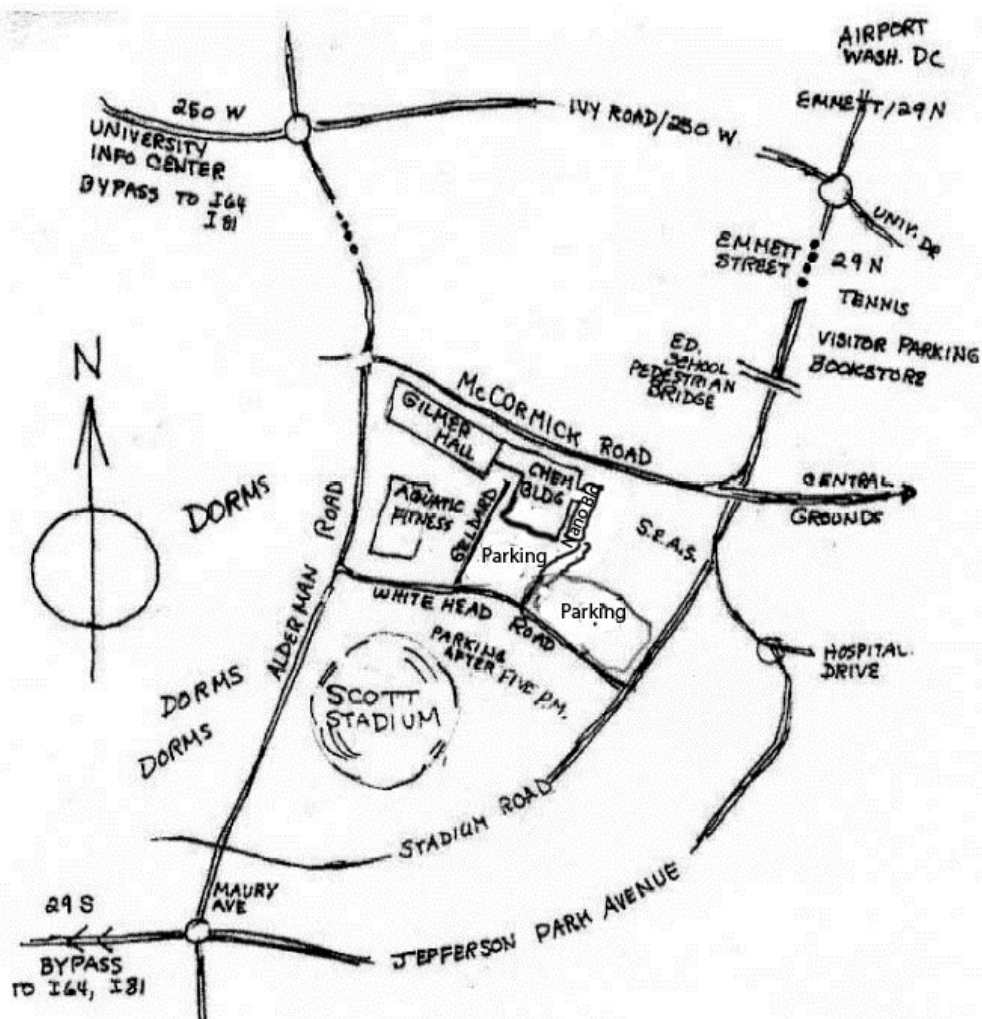 AIRPORT
WASH. DC
EMMETT/29 N
250 W
IVY ROAD/250 W
UNIVERSITY
INFO CENTER
BYPASS TO I64
I81
UNIV. DR
EMMETT
STREET
29 N
TENNIS
VISITOR PARKING
BOOKSTORE
ED.
SCHOOL
PEDESTRIAN
BRIDGE
N
McCORMICK ROAD
GILMER
HALL
CHEM
BLDG
Nano Bld
CENTRAL
GROUNDS
DORMS
ALDERMAN ROAD
AQUATIC
FITNESS
GELDARD
S.E.A.S.
Parking
Parking
WHITE HEAD ROAD
PARKING
AFTER FIVE P.M.
HOSPITAL
DRIVE
DORMS
DORMS
SCOTT
STADIUM
STADIUM ROAD
MAURY
AVE
29 S
JEFFERSON PARK AVENUE
BYPASS
TO I64, I81